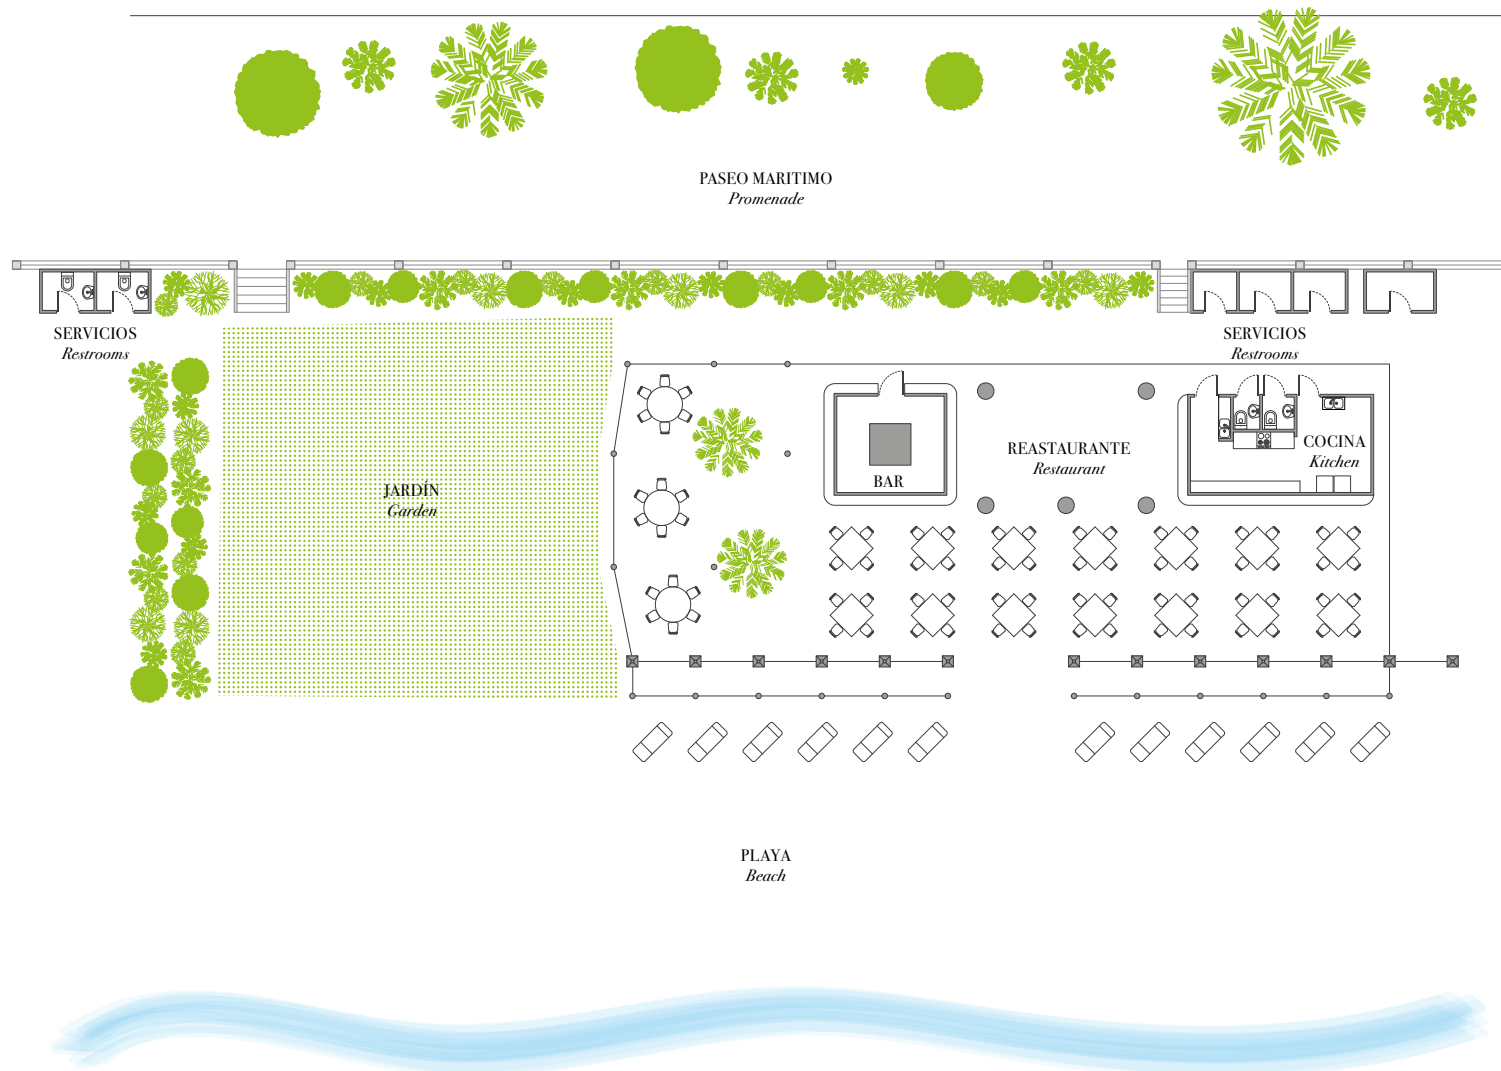 PASEO MARITIMO
Promenade
SERVICIOS
Restrooms
SERVICIOS
Restrooms
REASTAURANTE
Restaurant
COCINA
Kitchen
BAR
JARDÍN
Garden
PLAYA
Beach